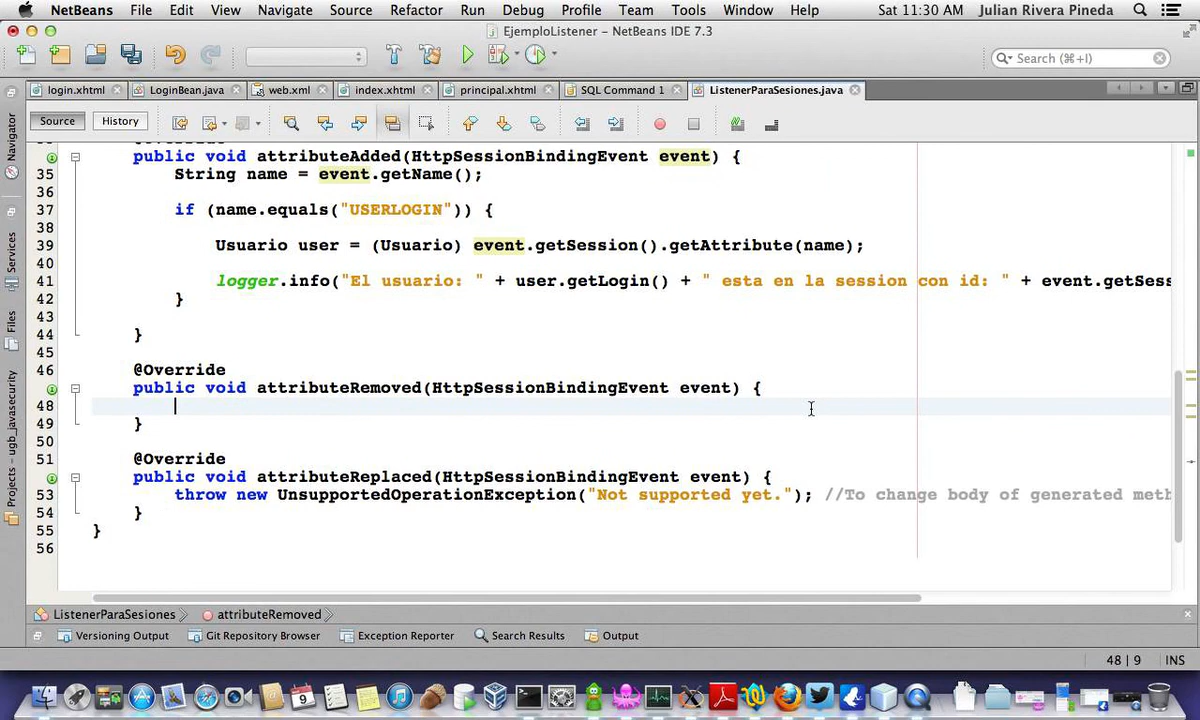 NetBeans File Edit View Navigate Source Refactor Run Debug Profile Team Tools Window Help Sat 11:30 AM Julian Rivera Pineda
EjemploListener – NetBeans IDE 7.3
Search (⌘+I)
login.xhtml LoginBean.java web.xml index.xhtml principal.xhtml SQL Command 1 ListenerParaSesiones.java
Source History
Navigator
Services
Files
Projects - ugb_javasecurity
public void attributeAdded(HttpSessionBindingEvent event) {
35 String name = event.getName();
36
37 if (name.equals("USERLOGIN")) {
38
39 Usuario user = (Usuario) event.getSession().getAttribute(name);
40
41 logger.info("El usuario: " + user.getLogin() + " esta en la session con id: " + event.getSess
42 }
43
44 }
45
46 @Override
public void attributeRemoved(HttpSessionBindingEvent event) {
48
49 }
50
51 @Override
public void attributeReplaced(HttpSessionBindingEvent event) {
53 throw new UnsupportedOperationException("Not supported yet."); //To change body of generated meth
54 }
55 }
56
ListenerParaSesiones attributeRemoved
Versioning Output Git Repository Browser Exception Reporter Search Results Output
48 | 9 INS